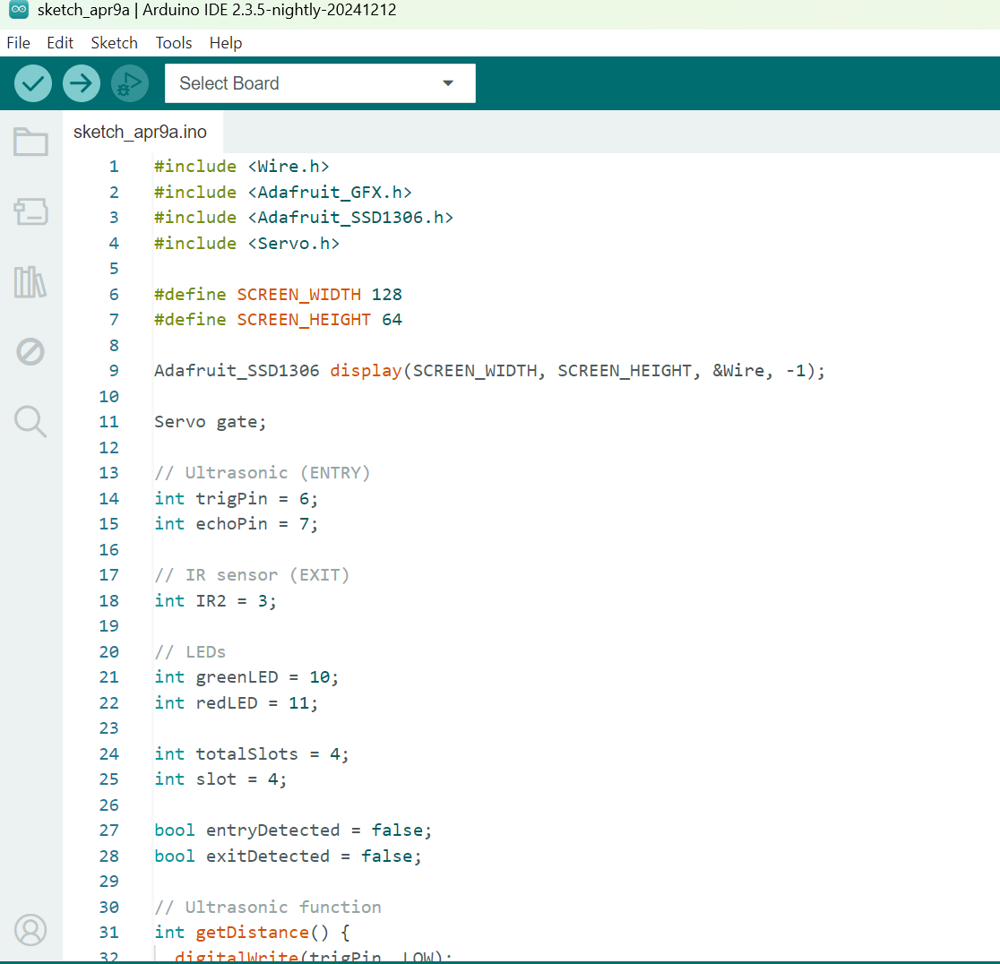 sketch_apr9a | Arduino IDE 2.3.5-nightly-20241212
File Edit Sketch Tools Help
Select Board
sketch_apr9a.ino
1 #include <Wire.h>
2 #include <Adafruit_GFX.h>
3 #include <Adafruit_SSD1306.h>
4 #include <Servo.h>
5
6 #define SCREEN_WIDTH 128
7 #define SCREEN_HEIGHT 64
8
9 Adafruit_SSD1306 display(SCREEN_WIDTH, SCREEN_HEIGHT, &Wire, -1);
10
11 Servo gate;
12
13 // Ultrasonic (ENTRY)
14 int trigPin = 6;
15 int echoPin = 7;
16
17 // IR sensor (EXIT)
18 int IR2 = 3;
19
20 // LEDs
21 int greenLED = 10;
22 int redLED = 11;
23
24 int totalSlots = 4;
25 int slot = 4;
26
27 bool entryDetected = false;
28 bool exitDetected = false;
29
30 // Ultrasonic function
31 int getDistance() {
32 digitalWrite(trigPin, LOW);